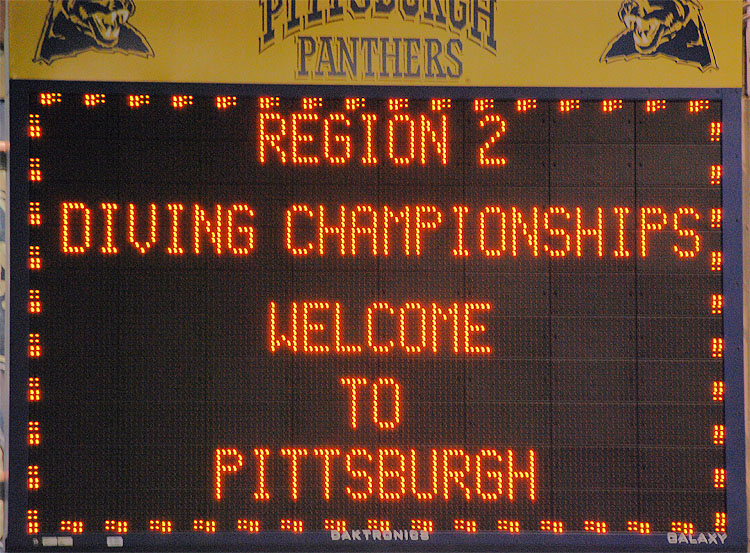 PITTSBURGH
PANTHERS
REGION 2
DIVING CHAMPIONSHIPS
WELCOME
TO
PITTSBURGH
DAKTRONICS
GALAXY